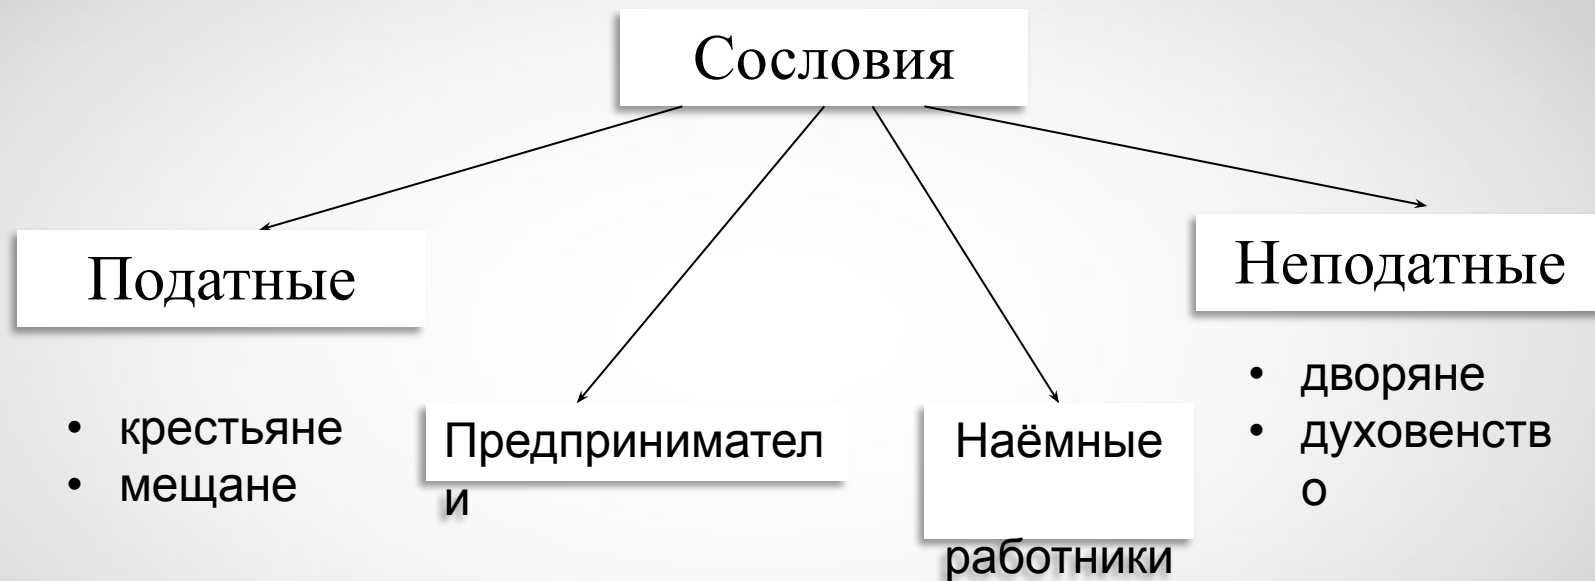 Сословия
Податные
Неподатные
• крестьяне
• мещане
Предпринимател
и
Наёмные
работники
• дворяне
• духовенств
о